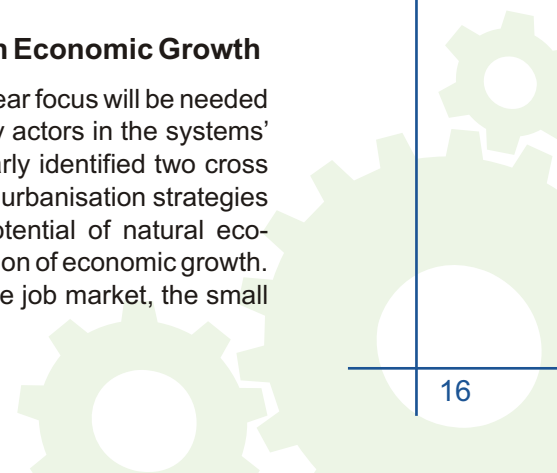 n Economic Growth
ear focus will be needed
y actors in the systems’
arly identified two cross
urbanisation strategies
otential of natural eco-
ion of economic growth.
e job market, the small
16